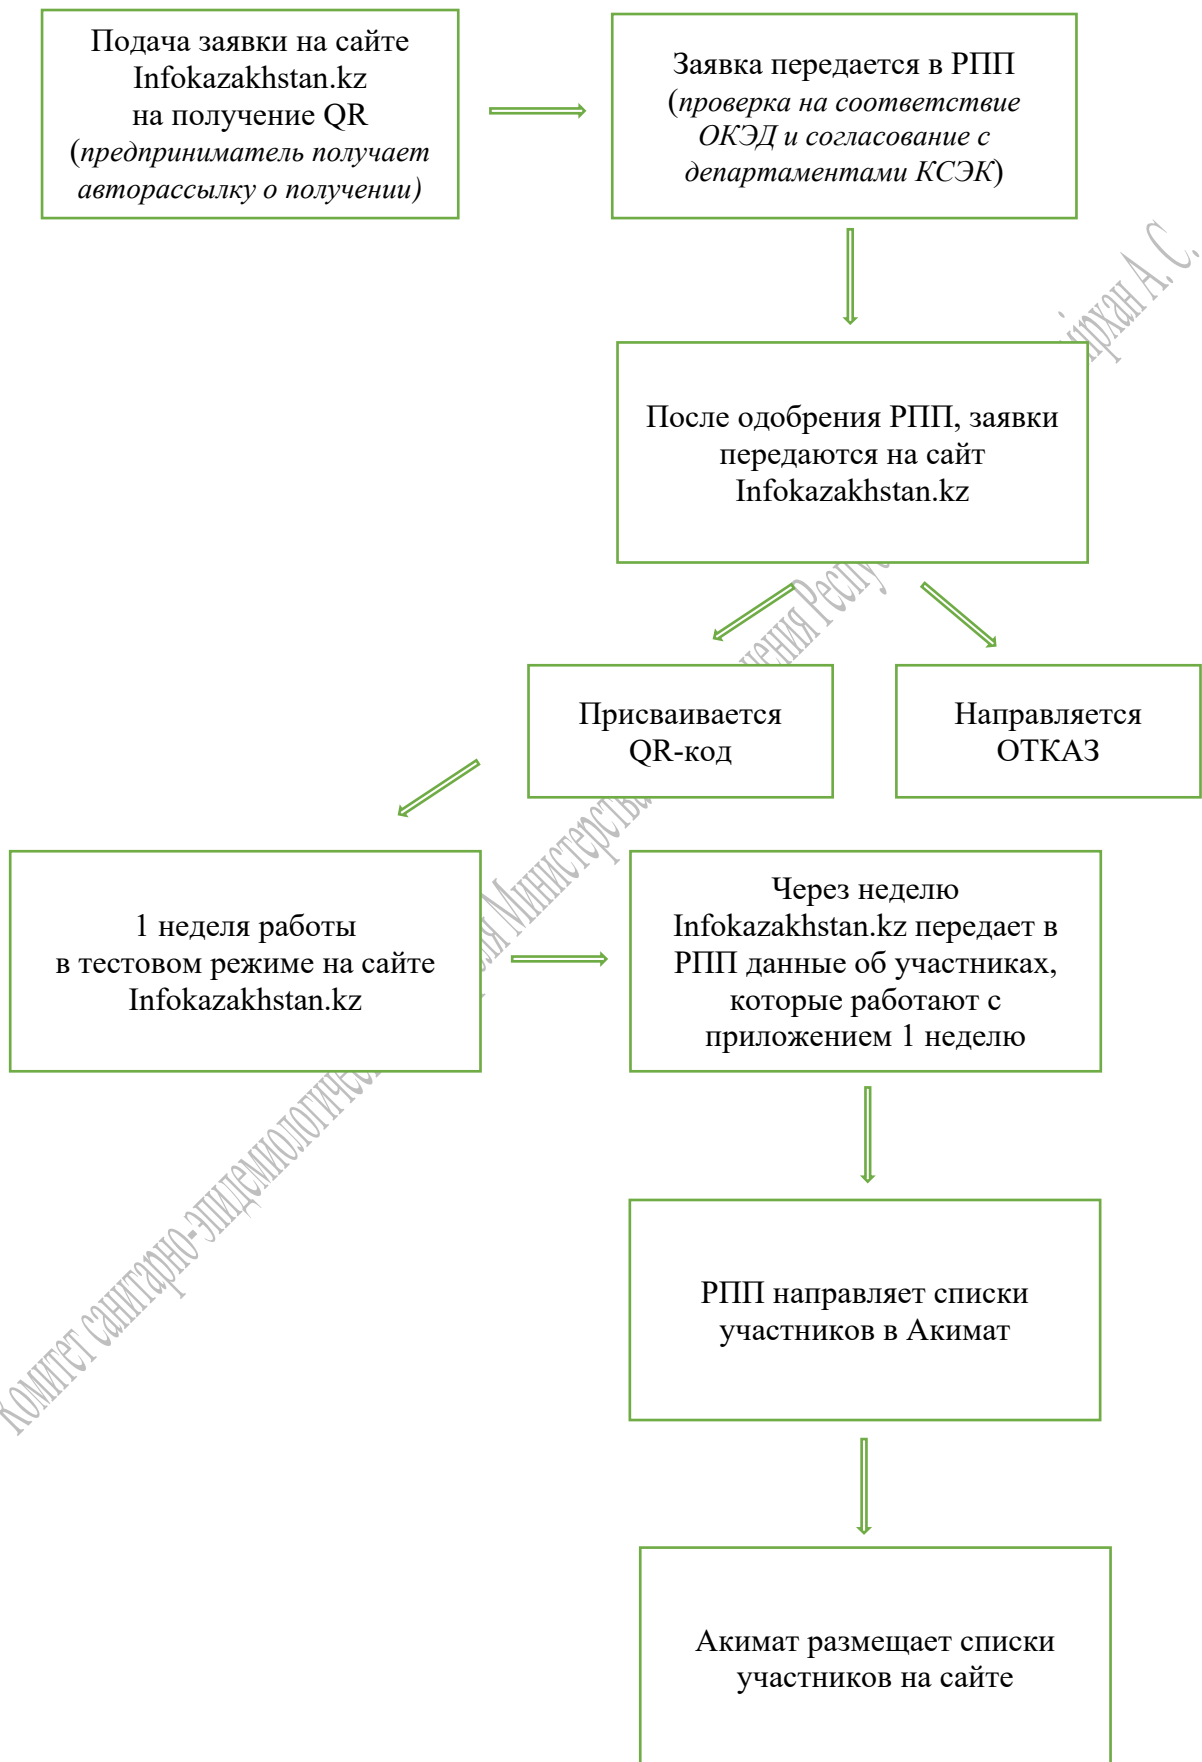 Подача заявки на сайте
Infokazakhstan.kz
на получение QR
(предприниматель получает
авторассылку о получении)
Заявка передается в РПП
(проверка на соответствие
ОКЭД и согласование с
департаментами КСЭК)
После одобрения РПП, заявки
передаются на сайт
Infokazakhstan.kz
Присваивается
QR-код
Направляется
ОТКАЗ
1 неделя работы
в тестовом режиме на сайте
Infokazakhstan.kz
Через неделю
Infokazakhstan.kz передает в
РПП данные об участниках,
которые работают с
приложением 1 неделю
РПП направляет списки
участников в Акимат
Акимат размещает списки
участников на сайте
Комитет санитарно-эпидемиологичес Министерства А. С.